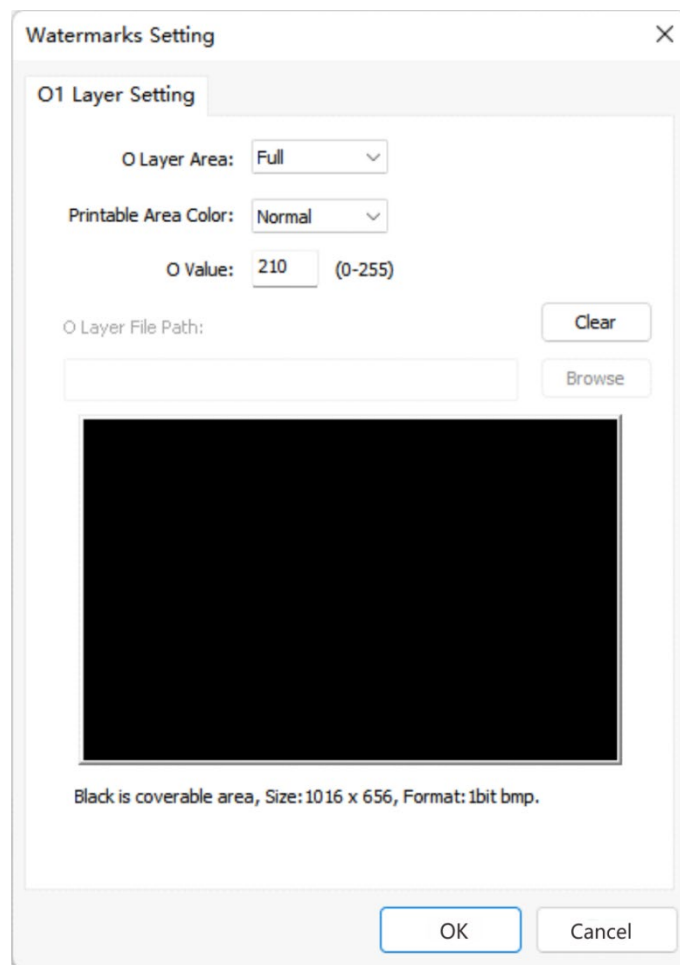 Watermarks Setting
O1 Layer Setting
O Layer Area: Full
Printable Area Color: Normal
O Value: 210 (0-255)
O Layer File Path: Clear
Browse
Black is coverable area, Size:1016 x 656, Format:1bit bmp.
OK Cancel